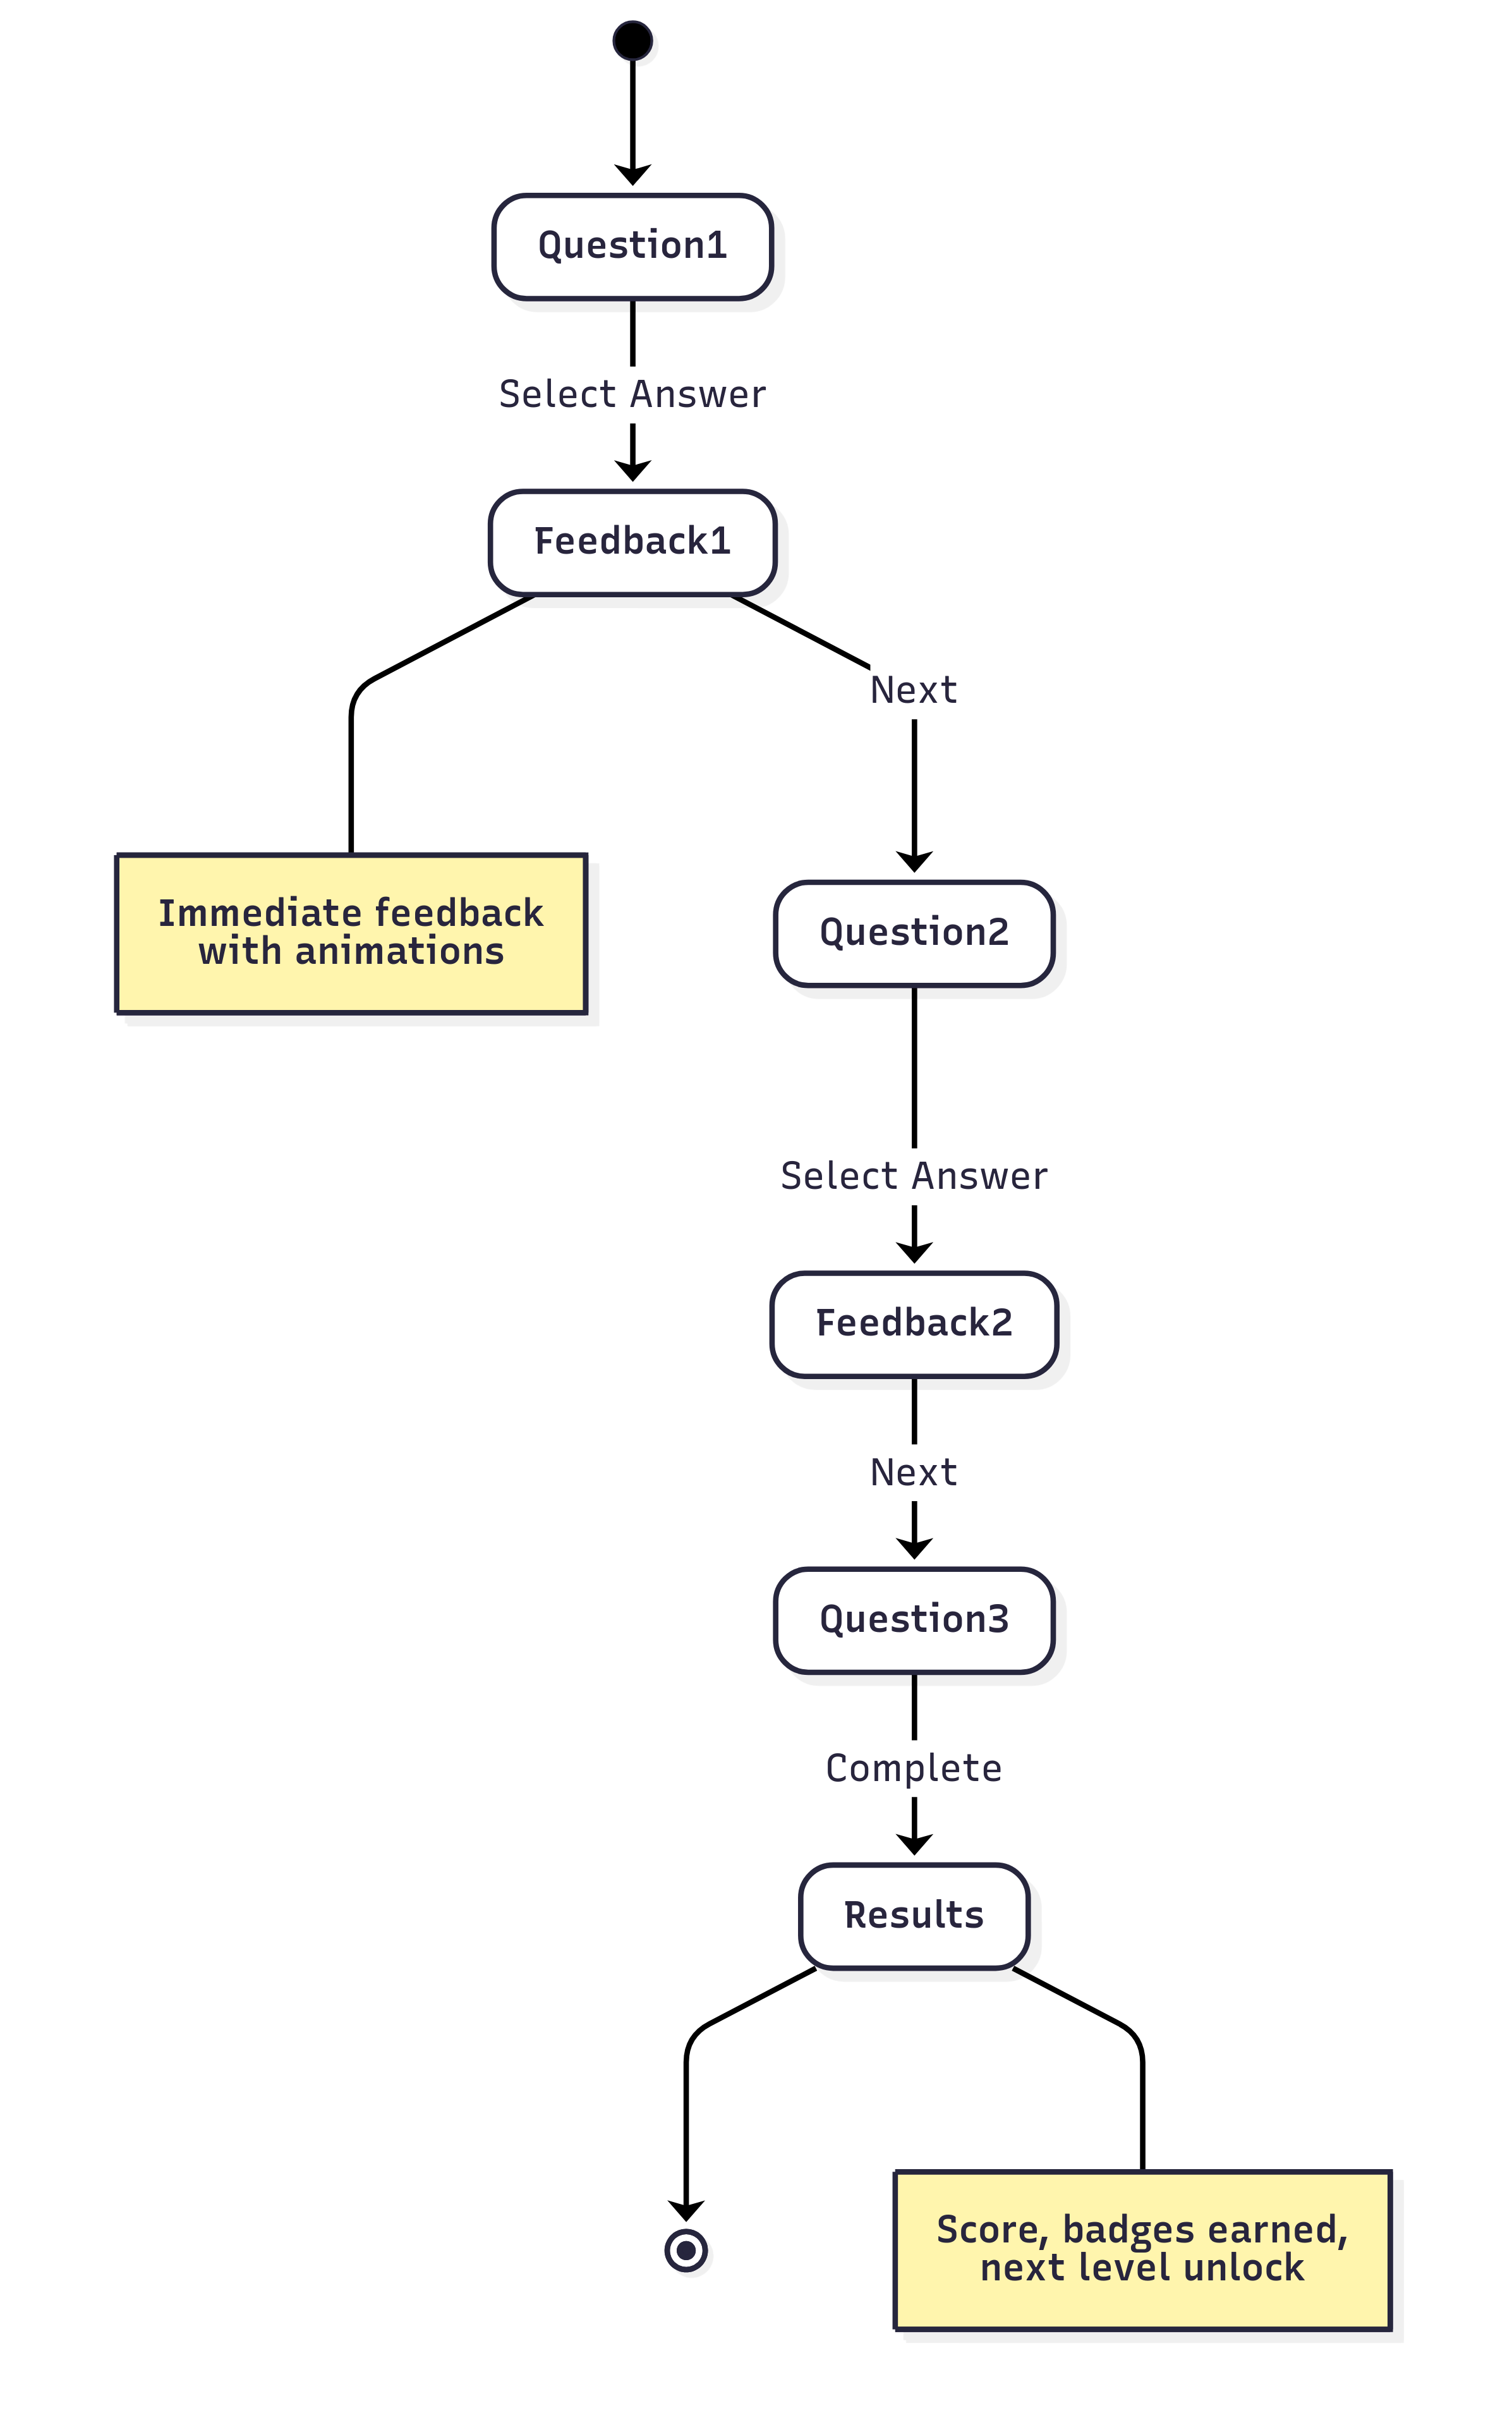 Question1
Select Answer
Feedback1
Next
Immediate feedback
with animations
Question2
Select Answer
Feedback2
Next
Question3
Complete
Results
Score, badges earned,
next level unlock